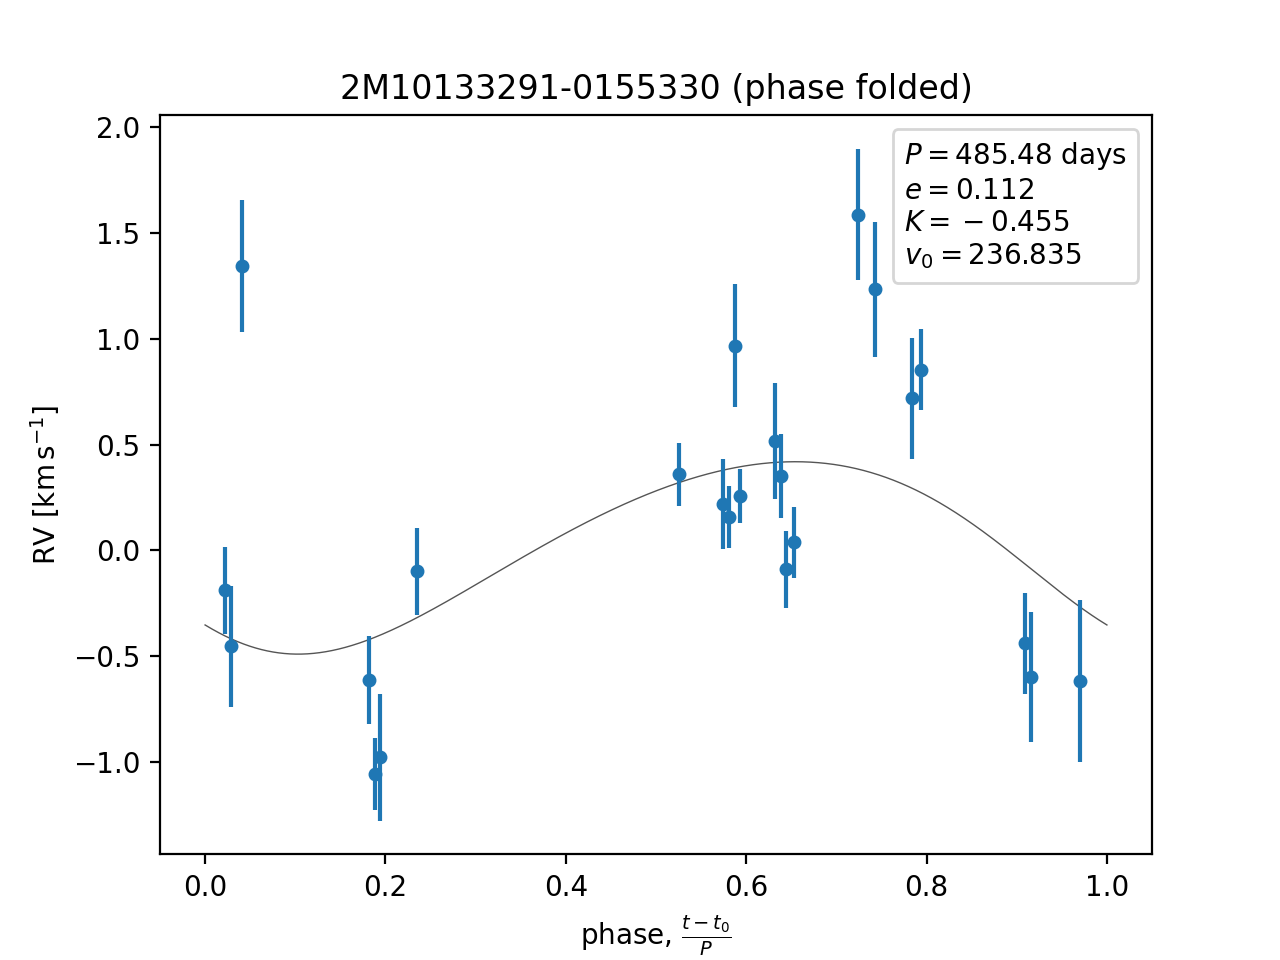 2M10133291-0155330 (phase folded)
P = 485.48 days
e = 0.112
K = −0.455
v₀ = 236.835
2.0
1.5
1.0
0.5
0.0
−0.5
−1.0
RV [km s⁻¹]
0.0 0.2 0.4 0.6 0.8 1.0
phase, (t − t₀)/P